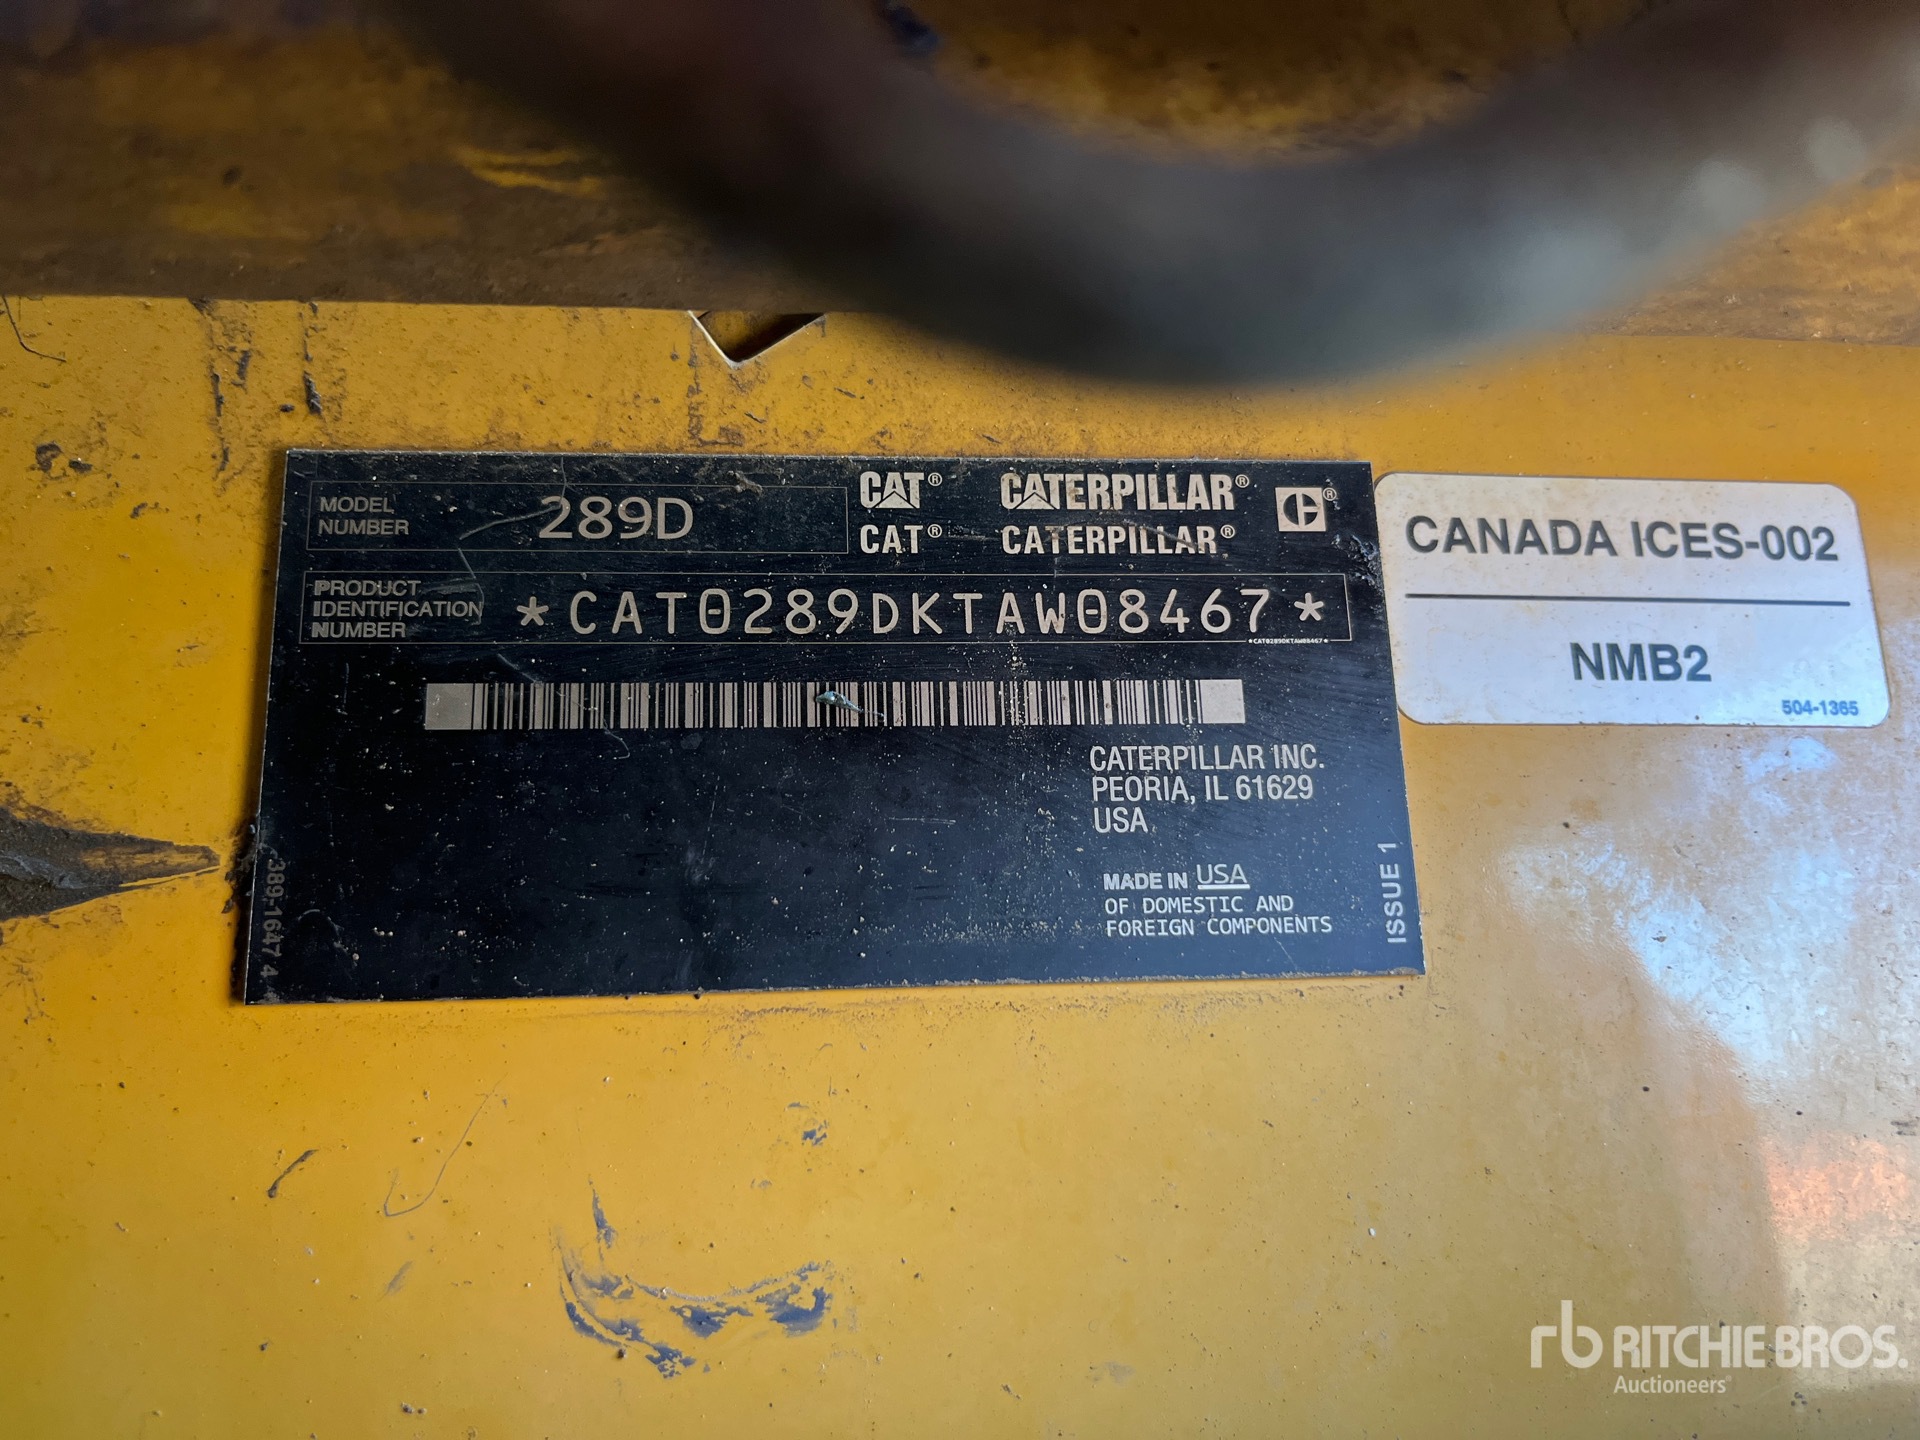 MODEL NUMBER 289D
CAT® CATERPILLAR®
CAT® CATERPILLAR®
PRODUCT IDENTIFICATION NUMBER *CAT0289DKTAW08467*
*CAT0289DKTAW08467*
CATERPILLAR INC.
PEORIA, IL 61629
USA
MADE IN USA
OF DOMESTIC AND
FOREIGN COMPONENTS
ISSUE 1
389-1647 4
CANADA ICES-002
NMB2
504-1365
rb RITCHIE BROS.
Auctioneers